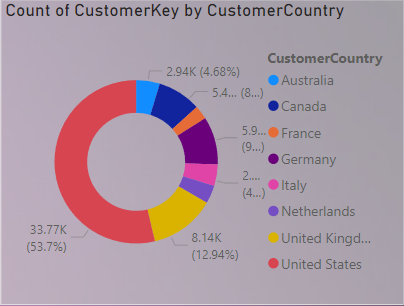 Count of CustomerKey by CustomerCountry
2.94K (4.68%)
5.4... (8...)
5.9...
(9...)
2....
(4...)
8.14K
(12.94%)
33.77K
(53.7%)
CustomerCountry
Australia
Canada
France
Germany
Italy
Netherlands
United Kingd...
United States